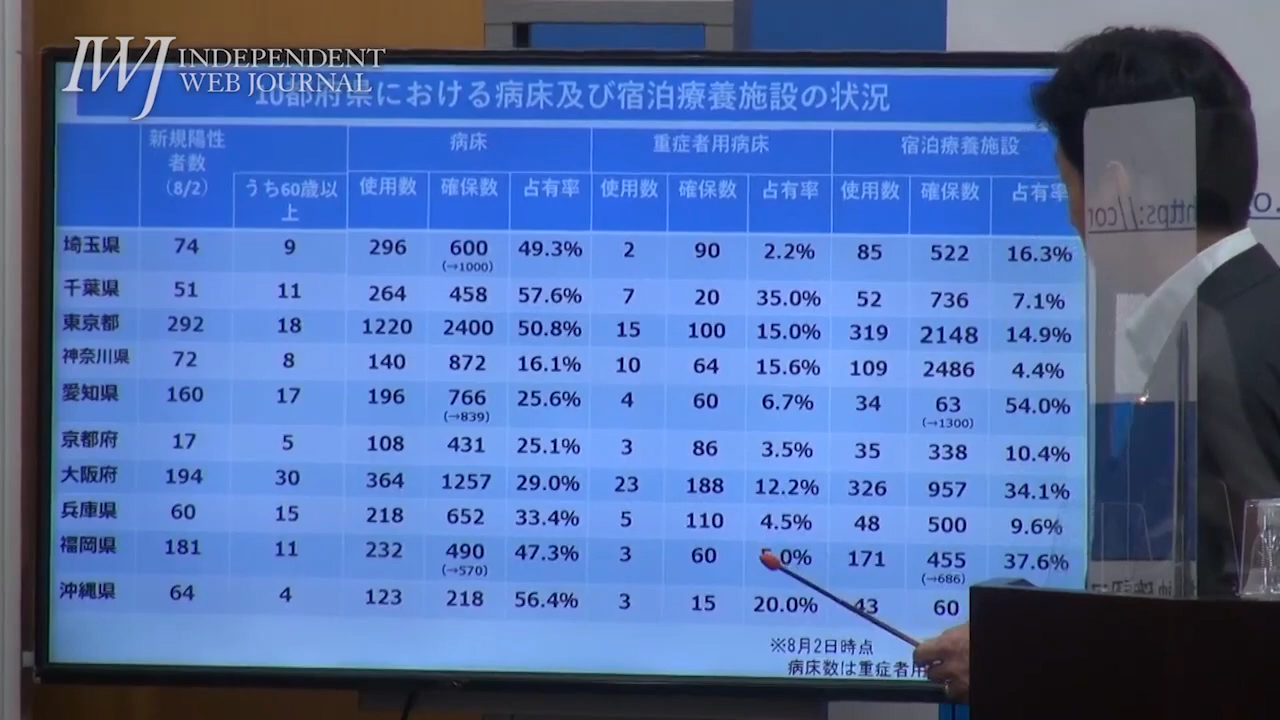 IWJ INDEPENDENT
WEB JOURNAL
10都府県における病床及び宿泊療養施設の状況
新規陽性者数（8/2） 病床 重症者用病床 宿泊療養施設
うち60歳以上 使用数 確保数 占有率 使用数 確保数 占有率 使用数 確保数 占有率
埼玉県 74 9 296 600 49.3% 2 90 2.2% 85 522 16.3%
(→1000)
千葉県 51 11 264 458 57.6% 7 20 35.0% 52 736 7.1%
東京都 292 18 1220 2400 50.8% 15 100 15.0% 319 2148 14.9%
神奈川県 72 8 140 872 16.1% 10 64 15.6% 109 2486 4.4%
愛知県 160 17 196 766 25.6% 4 60 6.7% 34 63 54.0%
(→839) (→1300)
京都府 17 5 108 431 25.1% 3 86 3.5% 35 338 10.4%
大阪府 194 30 364 1257 29.0% 23 188 12.2% 326 957 34.1%
兵庫県 60 15 218 652 33.4% 5 110 4.5% 48 500 9.6%
福岡県 181 11 232 490 47.3% 3 60 5.0% 171 455 37.6%
(→570) (→686)
沖縄県 64 4 123 218 56.4% 3 15 20.0% 43 60
※8月2日時点
病床数は重症者用